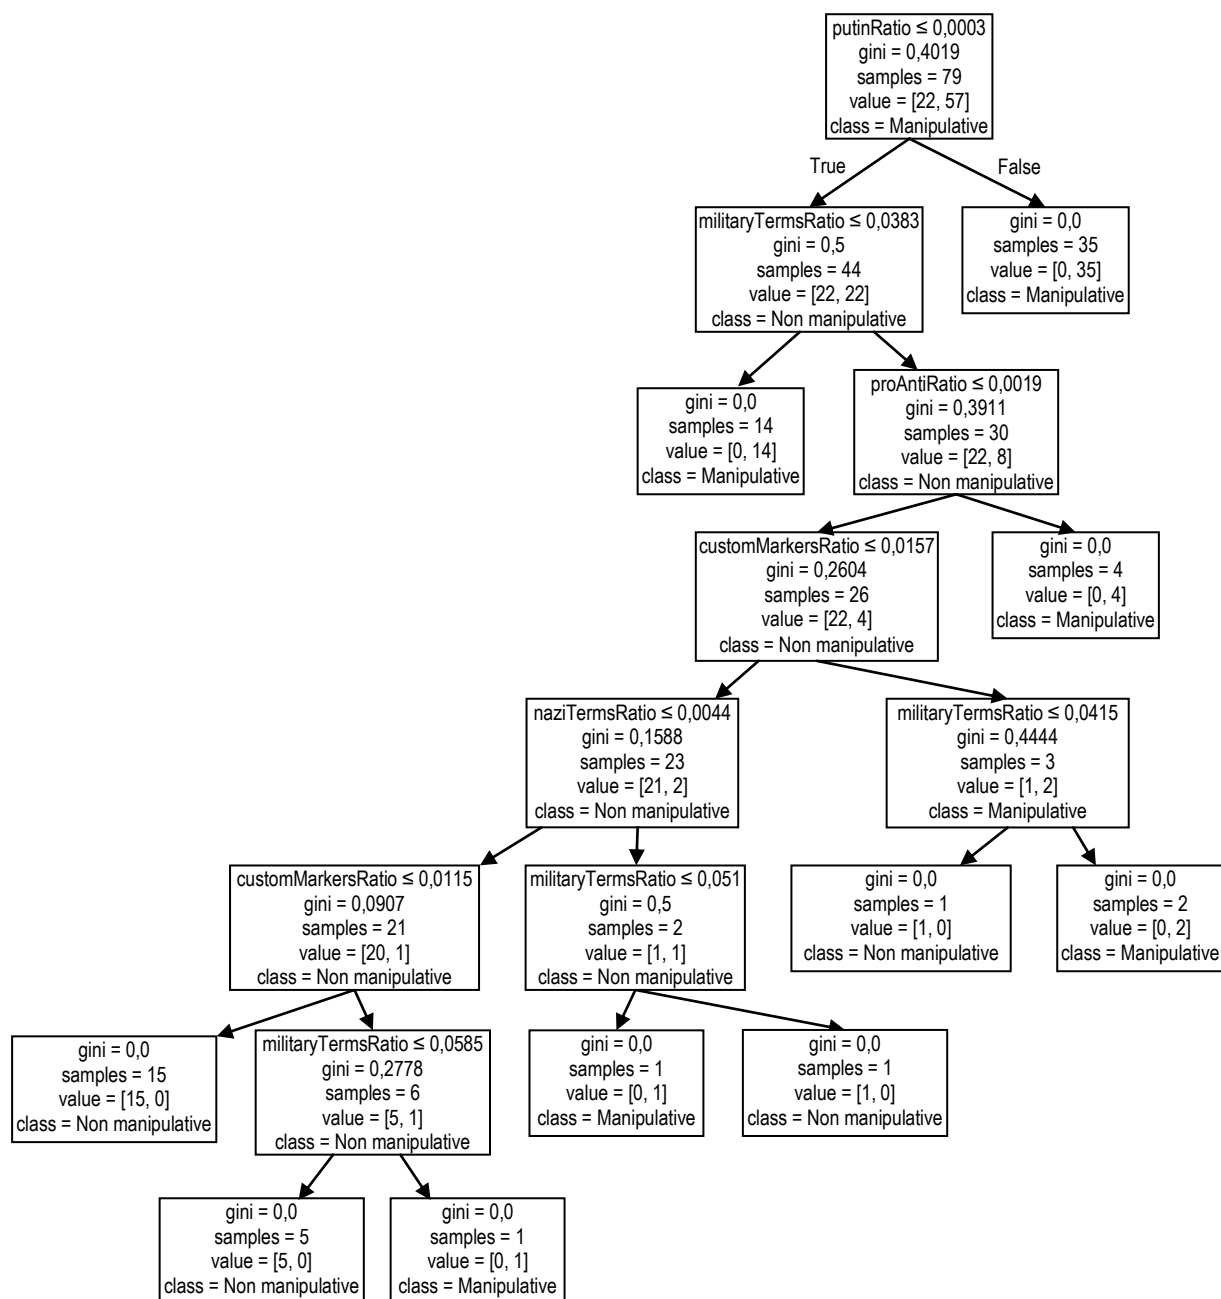 putinRatio ≤ 0,0003
gini = 0,4019
samples = 79
value = [22, 57]
class = Manipulative
True
False
militaryTermsRatio ≤ 0,0383
gini = 0,5
samples = 44
value = [22, 22]
class = Non manipulative
gini = 0,0
samples = 35
value = [0, 35]
class = Manipulative
gini = 0,0
samples = 14
value = [0, 14]
class = Manipulative
proAntiRatio ≤ 0,0019
gini = 0,3911
samples = 30
value = [22, 8]
class = Non manipulative
customMarkersRatio ≤ 0,0157
gini = 0,2604
samples = 26
value = [22, 4]
class = Non manipulative
gini = 0,0
samples = 4
value = [0, 4]
class = Manipulative
naziTermsRatio ≤ 0,0044
gini = 0,1588
samples = 23
value = [21, 2]
class = Non manipulative
militaryTermsRatio ≤ 0,0415
gini = 0,4444
samples = 3
value = [1, 2]
class = Manipulative
customMarkersRatio ≤ 0,0115
gini = 0,0907
samples = 21
value = [20, 1]
class = Non manipulative
militaryTermsRatio ≤ 0,051
gini = 0,5
samples = 2
value = [1, 1]
class = Non manipulative
gini = 0,0
samples = 1
value = [1, 0]
class = Non manipulative
gini = 0,0
samples = 2
value = [0, 2]
class = Manipulative
gini = 0,0
samples = 15
value = [15, 0]
class = Non manipulative
militaryTermsRatio ≤ 0,0585
gini = 0,2778
samples = 6
value = [5, 1]
class = Non manipulative
gini = 0,0
samples = 1
value = [0, 1]
class = Manipulative
gini = 0,0
samples = 1
value = [1, 0]
class = Non manipulative
gini = 0,0
samples = 5
value = [5, 0]
class = Non manipulative
gini = 0,0
samples = 1
value = [0, 1]
class = Manipulative